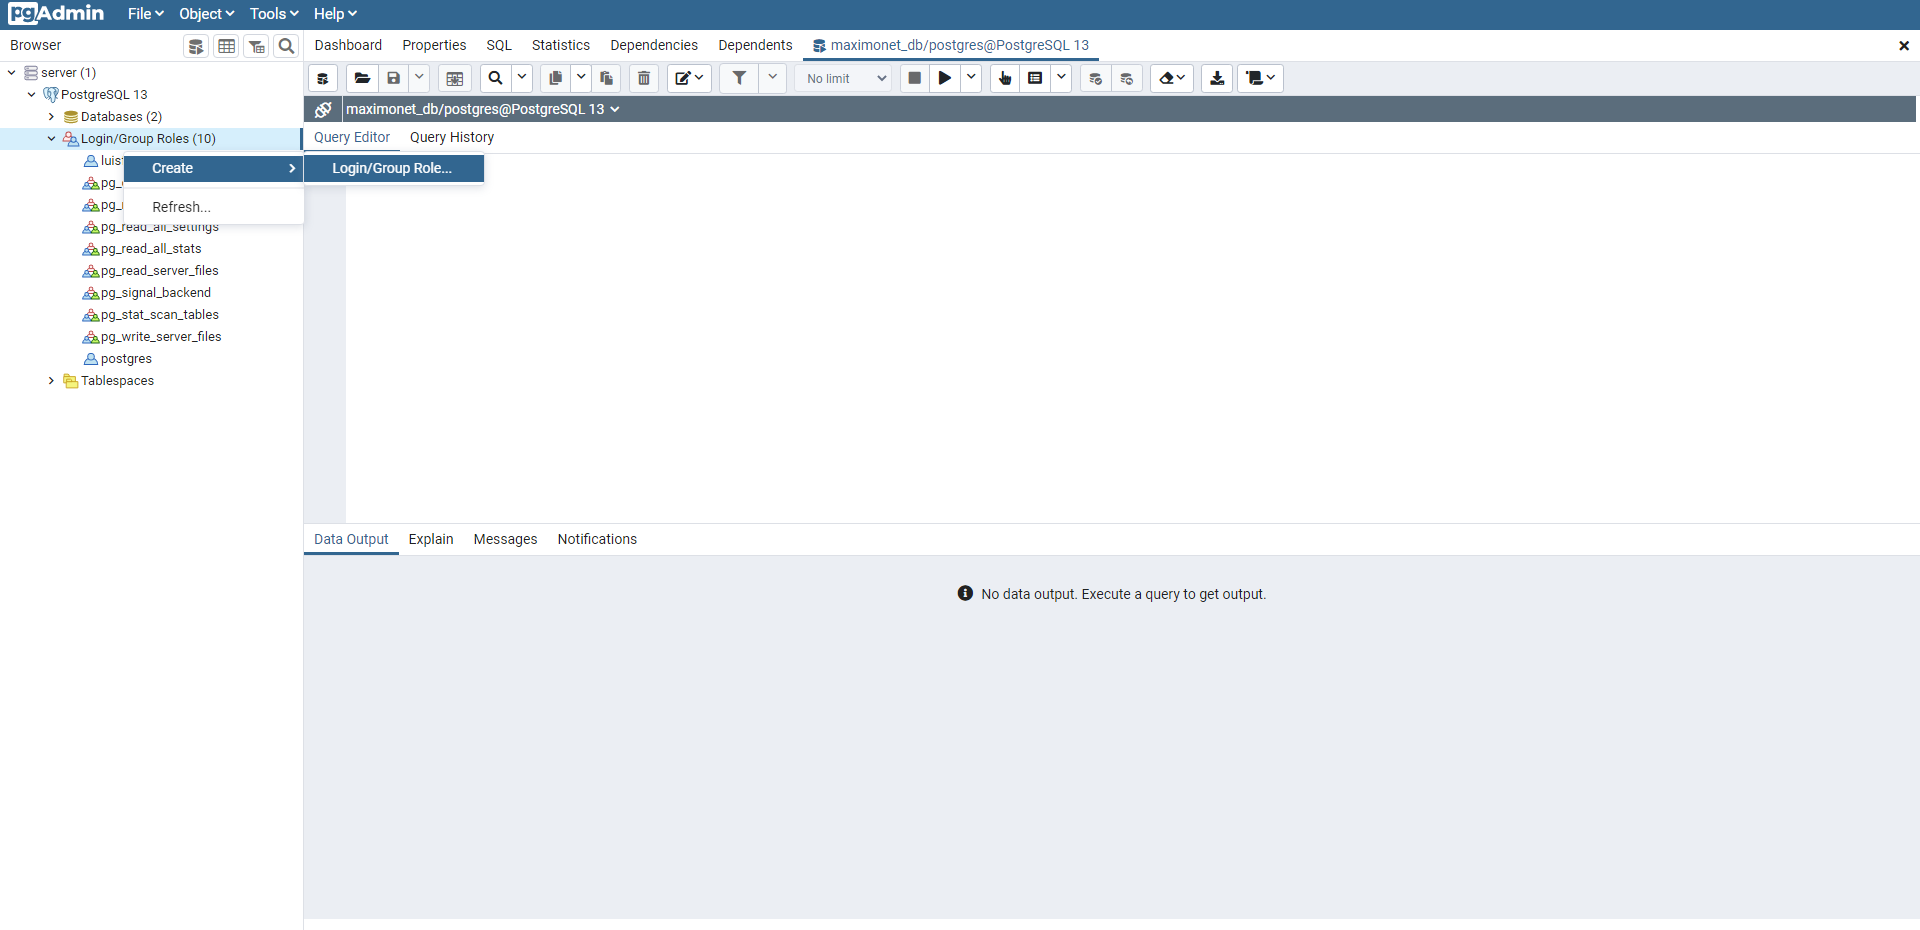 pgAdmin File Object Tools Help
Browser
Dashboard Properties SQL Statistics Dependencies Dependents maximonet_db/postgres@PostgreSQL 13
server (1)
PostgreSQL 13
Databases (2)
Login/Group Roles (10)
luis
pg_
pg_
pg_read_all_settings
pg_read_all_stats
pg_read_server_files
pg_signal_backend
pg_stat_scan_tables
pg_write_server_files
postgres
Tablespaces
Create
Refresh...
Login/Group Role...
No limit
maximonet_db/postgres@PostgreSQL 13
Query Editor Query History
Data Output Explain Messages Notifications
No data output. Execute a query to get output.